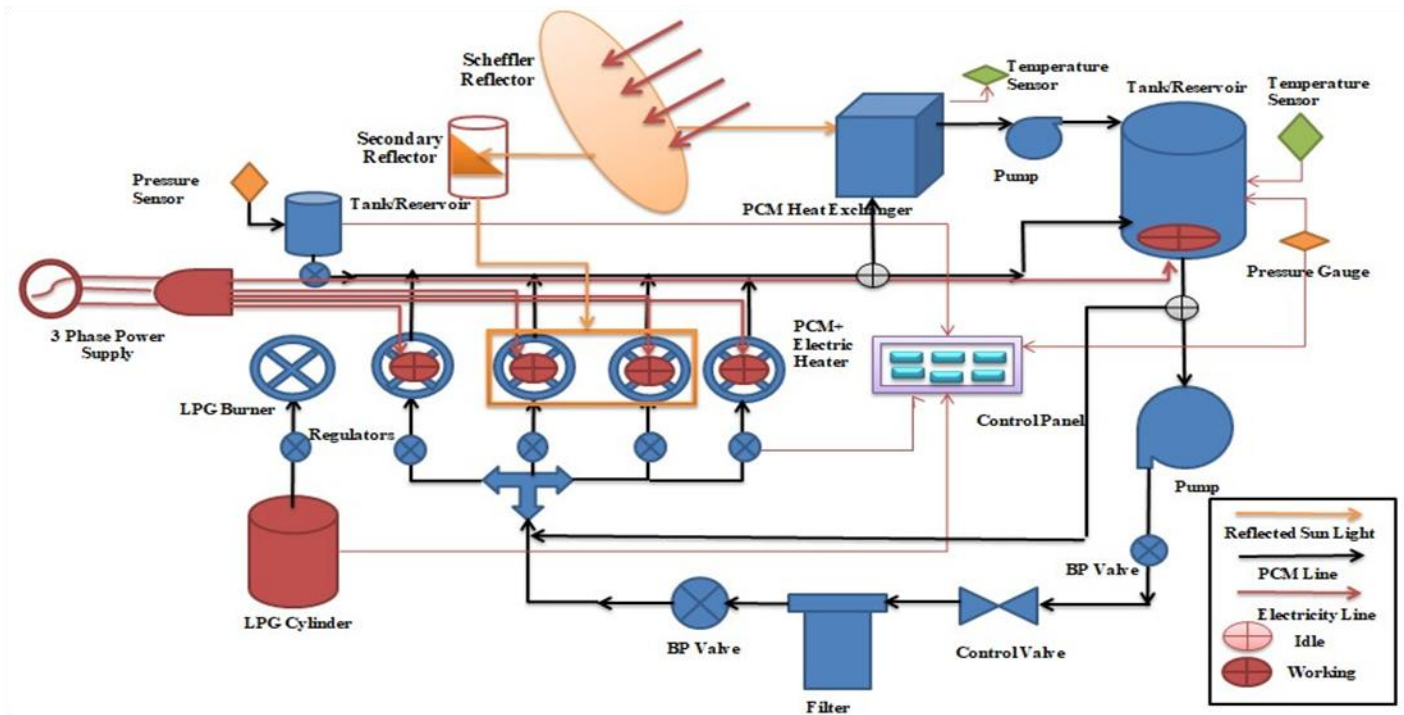 Scheffler
Reflector
Temperature
Sensor
Tank/Reservoir
Temperature
Sensor
Secondary
Reflector
Pressure
Sensor
Tank/Reservoir
Pump
PCM Heat Exchanger
Pressure Gauge
3 Phase Power
Supply
PCM+
Electric
Heater
LPG Burner
Regulators
Control Panel
Pump
BP Valve
LPG Cylinder
BP Valve
Control Valve
Filter
Reflected Sun Light
PCM Line
Electricity Line
Idle
Working